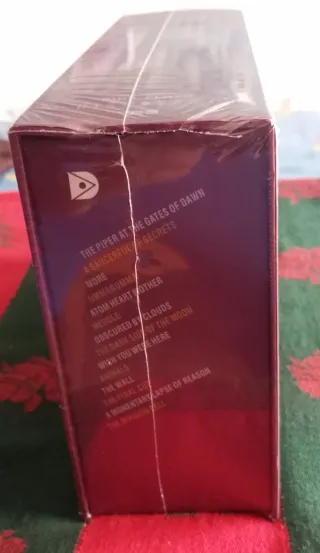 THE PIPER AT THE GATES OF DAWN
A SAUCERFUL OF SECRETS
MORE
UMMAGUMMA
ATOM HEART MOTHER
MEDDLE
OBSCURED BY CLOUDS
THE DARK SIDE OF THE MOON
WISH YOU WERE HERE
ANIMALS
THE WALL
THE FINAL CUT
A MOMENTARY LAPSE OF REASON
THE DIVISION BELL